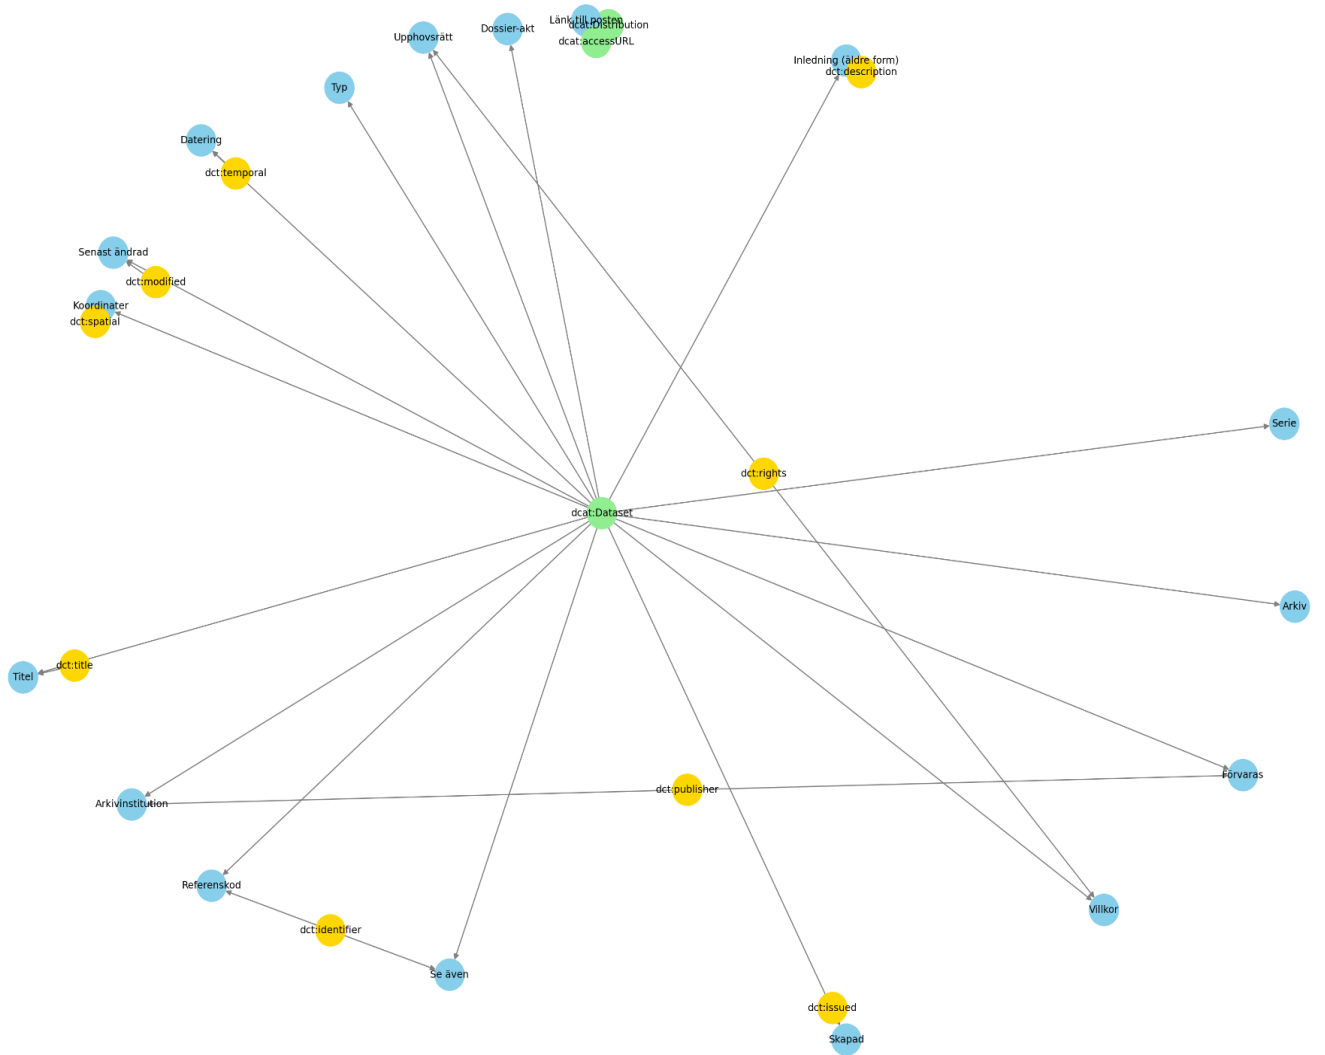 Länk till posten
dcat:Distribution
Upphovsrätt
Dossier-akt
dcat:accessURL
Inledning (äldre form)
dct:description
Typ
Datering
dct:temporal
Senast ändrad
dct:modified
Koordinater
dct:spatial
Serie
dct:rights
dcat:Dataset
Arkiv
dct:title
Titel
Förvaras
dct:publisher
Arkivinstitution
Referenskod
Villkor
dct:identifier
Se även
dct:issued
Skapad